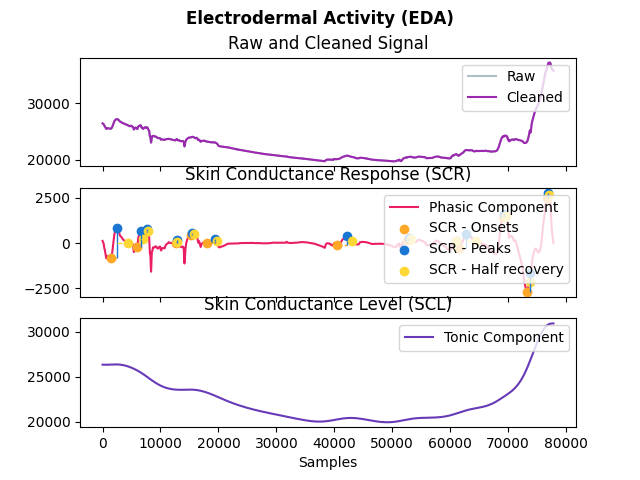 Electrodermal Activity (EDA)
Raw and Cleaned Signal
Raw
Cleaned
30000
20000
Skin Conductance Response (SCR)
2500
0
−2500
Phasic Component
SCR - Onsets
SCR - Peaks
SCR - Half recovery
Skin Conductance Level (SCL)
Tonic Component
30000
25000
20000
0 10000 20000 30000 40000 50000 60000 70000 80000
Samples